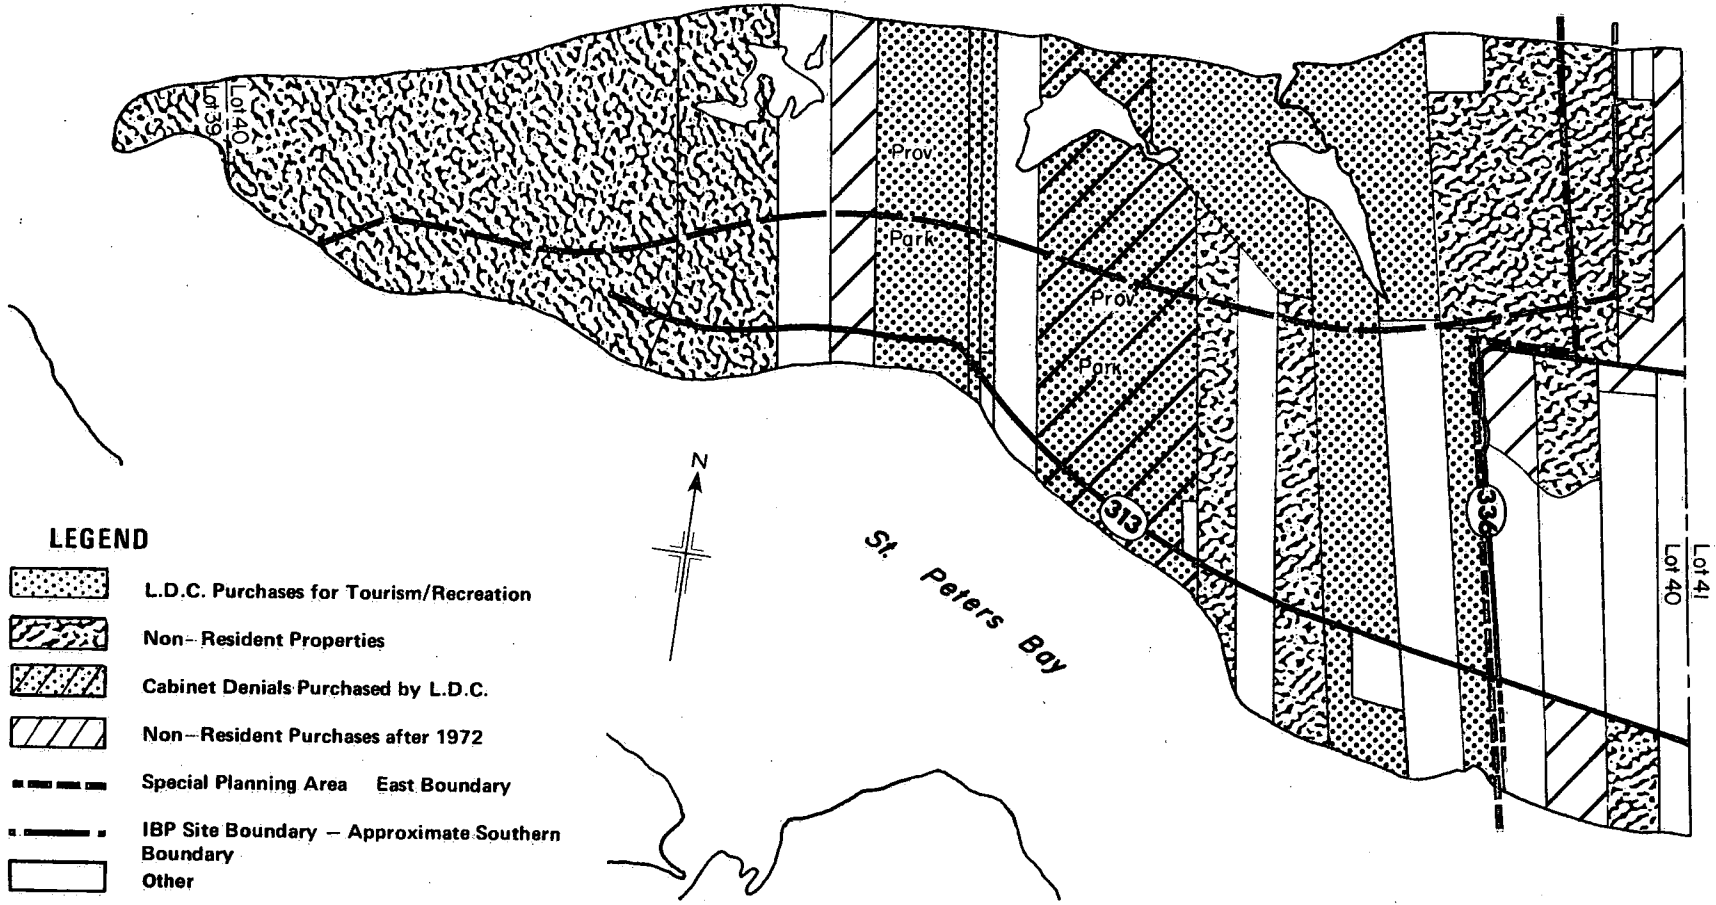 Lot 40
Lot 39
Prov.
Park
Prov.
Park
N
313
336
St. Peters Bay
Lot 41
Lot 40
LEGEND
L.D.C. Purchases for Tourism/Recreation
Non-Resident Properties
Cabinet Denials Purchased by L.D.C.
Non-Resident Purchases after 1972
Special Planning Area East Boundary
IBP Site Boundary – Approximate Southern
Boundary
Other